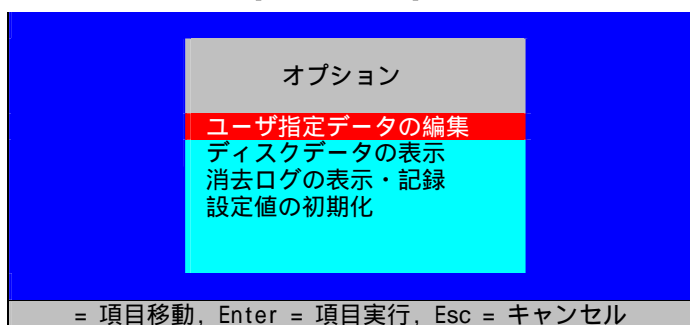 オプション
ユーザ指定データの編集
ディスクデータの表示
消去ログの表示・記録
設定値の初期化
= 項目移動, Enter = 項目実行, Esc = キャンセル